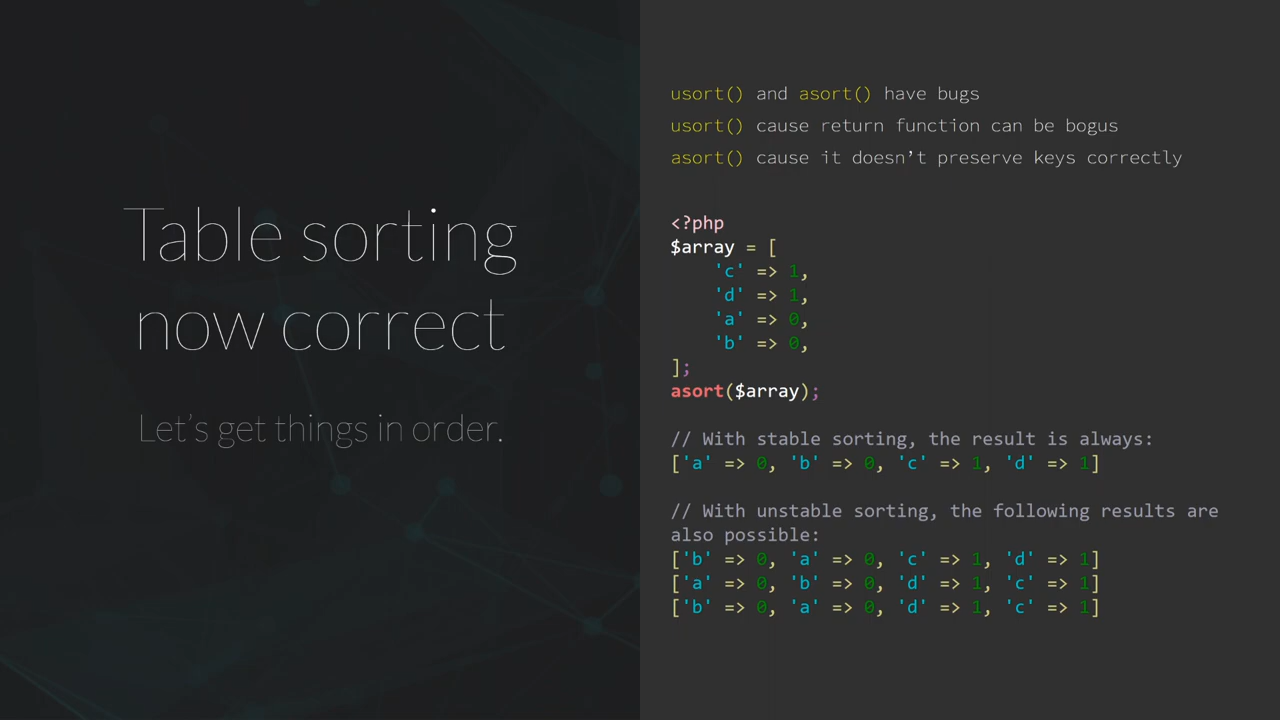 Table sorting
now correct
Let's get things in order.
usort() and asort() have bugs
usort() cause return function can be bogus
asort() cause it doesn't preserve keys correctly
<?php
$array = [
    'c' => 1,
    'd' => 1,
    'a' => 0,
    'b' => 0,
];
asort($array);
// With stable sorting, the result is always:
['a' => 0, 'b' => 0, 'c' => 1, 'd' => 1]
// With unstable sorting, the following results are
also possible:
['b' => 0, 'a' => 0, 'c' => 1, 'd' => 1]
['a' => 0, 'b' => 0, 'd' => 1, 'c' => 1]
['b' => 0, 'a' => 0, 'd' => 1, 'c' => 1]